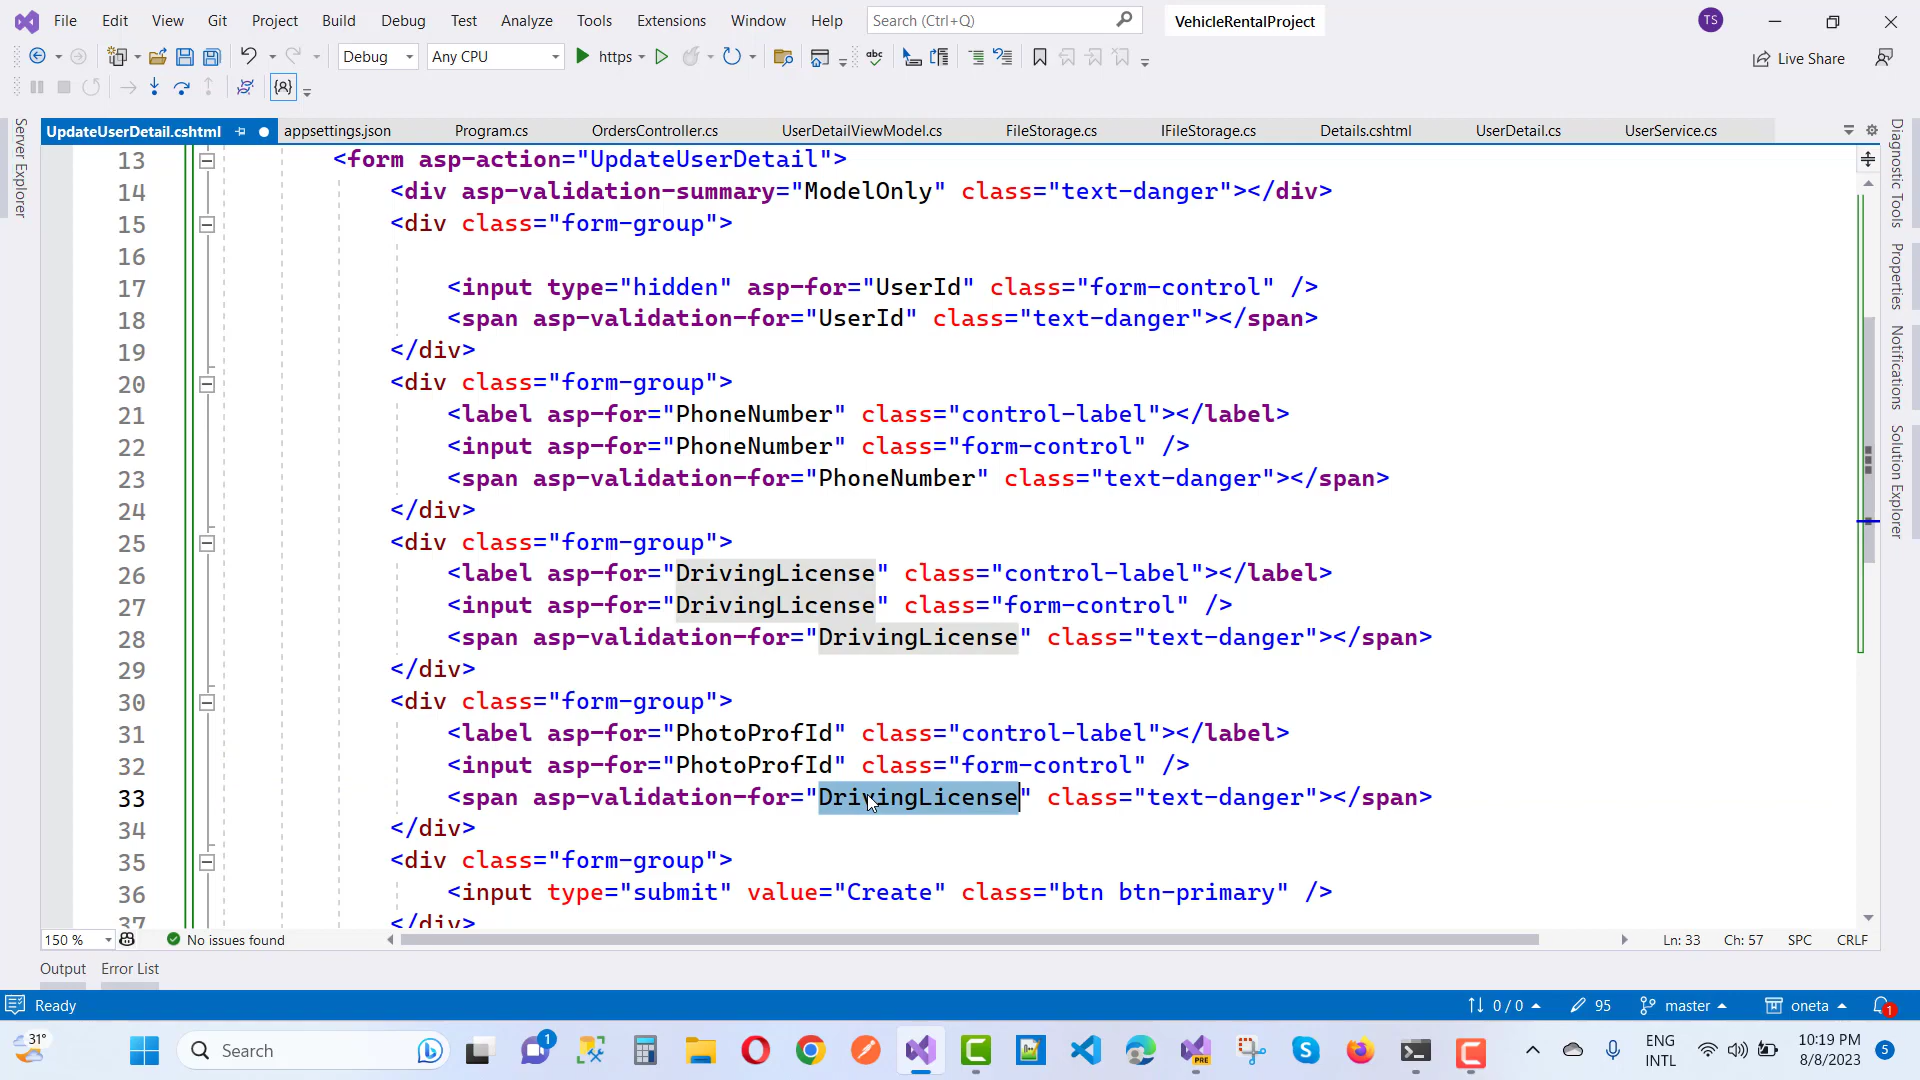 File Edit View Git Project Build Debug Test Analyze Tools Extensions Window Help Search (Ctrl+Q) VehicleRentalProject TS
Debug Any CPU https Live Share
UpdateUserDetail.cshtml appsettings.json Program.cs OrdersController.cs UserDetailViewModel.cs FileStorage.cs IFileStorage.cs Details.cshtml UserDetail.cs UserService.cs
Server Explorer
Diagnostic Tools
Properties
Notifications
Solution Explorer
13 <form asp-action="UpdateUserDetail">
14 <div asp-validation-summary="ModelOnly" class="text-danger"></div>
15 <div class="form-group">
16
17 <input type="hidden" asp-for="UserId" class="form-control" />
18 <span asp-validation-for="UserId" class="text-danger"></span>
19 </div>
20 <div class="form-group">
21 <label asp-for="PhoneNumber" class="control-label"></label>
22 <input asp-for="PhoneNumber" class="form-control" />
23 <span asp-validation-for="PhoneNumber" class="text-danger"></span>
24 </div>
25 <div class="form-group">
26 <label asp-for="DrivingLicense" class="control-label"></label>
27 <input asp-for="DrivingLicense" class="form-control" />
28 <span asp-validation-for="DrivingLicense" class="text-danger"></span>
29 </div>
30 <div class="form-group">
31 <label asp-for="PhotoProfId" class="control-label"></label>
32 <input asp-for="PhotoProfId" class="form-control" />
33 <span asp-validation-for="DrivingLicense" class="text-danger"></span>
34 </div>
35 <div class="form-group">
36 <input type="submit" value="Create" class="btn btn-primary" />
37 </div>
150 % No issues found Ln: 33 Ch: 57 SPC CRLF
Output Error List
Ready 0 / 0 95 master oneta 1
31° Search 1 PRE ENG INTL 10:19 PM 8/8/2023 5